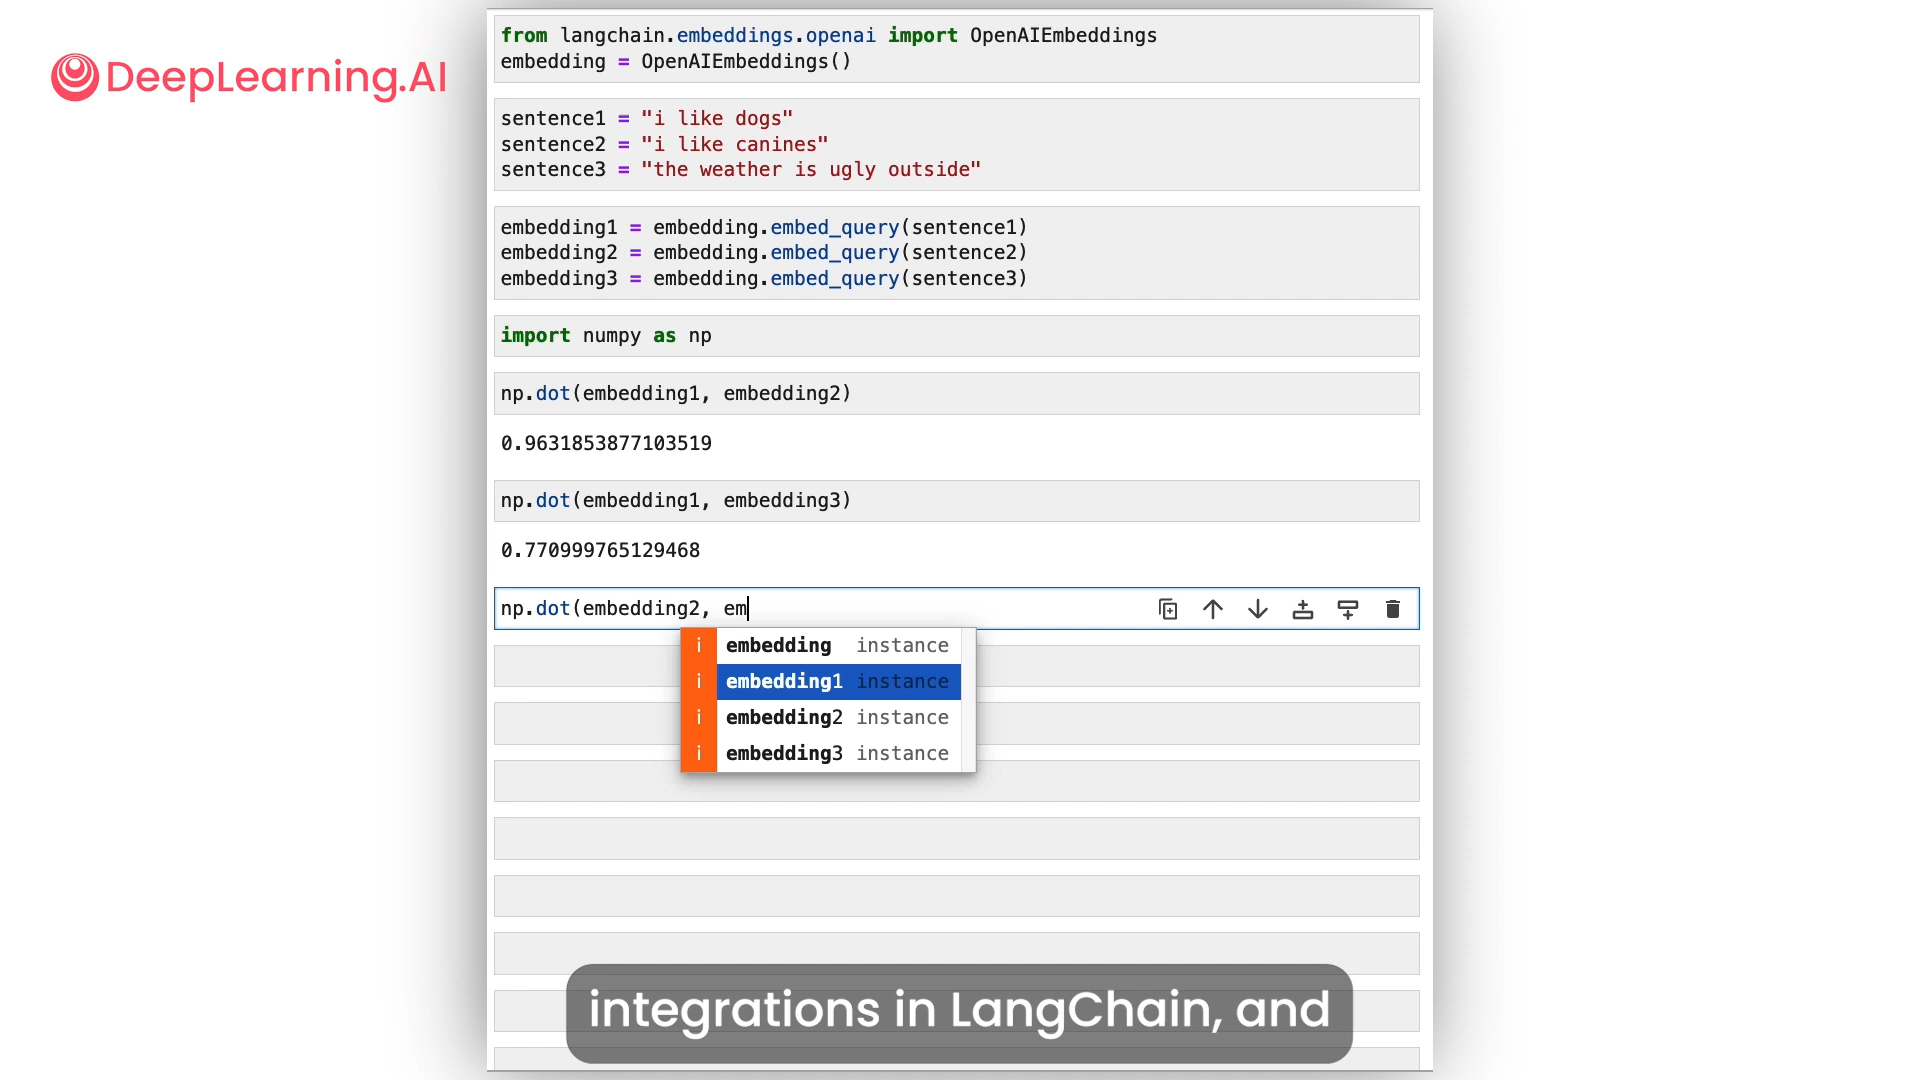 DeepLearning.AI
from langchain.embeddings.openai import OpenAIEmbeddings
embedding = OpenAIEmbeddings()
sentence1 = "i like dogs"
sentence2 = "i like canines"
sentence3 = "the weather is ugly outside"
embedding1 = embedding.embed_query(sentence1)
embedding2 = embedding.embed_query(sentence2)
embedding3 = embedding.embed_query(sentence3)
import numpy as np
np.dot(embedding1, embedding2)
0.9631853877103519
np.dot(embedding1, embedding3)
0.770999765129468
np.dot(embedding2, em
i embedding instance
i embedding1 instance
i embedding2 instance
i embedding3 instance
integrations in LangChain, and